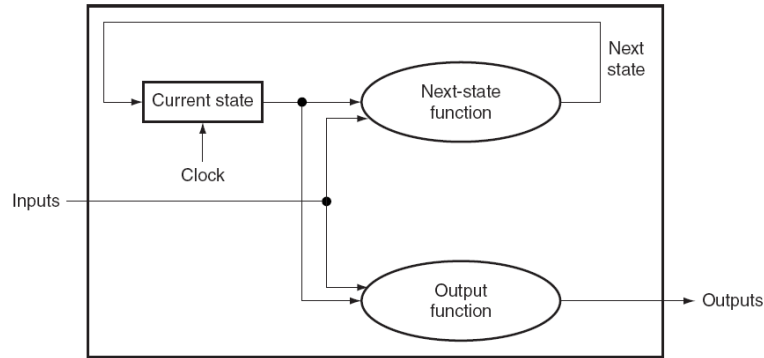 Next
state
Current state
Next-state
function
Clock
Inputs
Output
function
Outputs